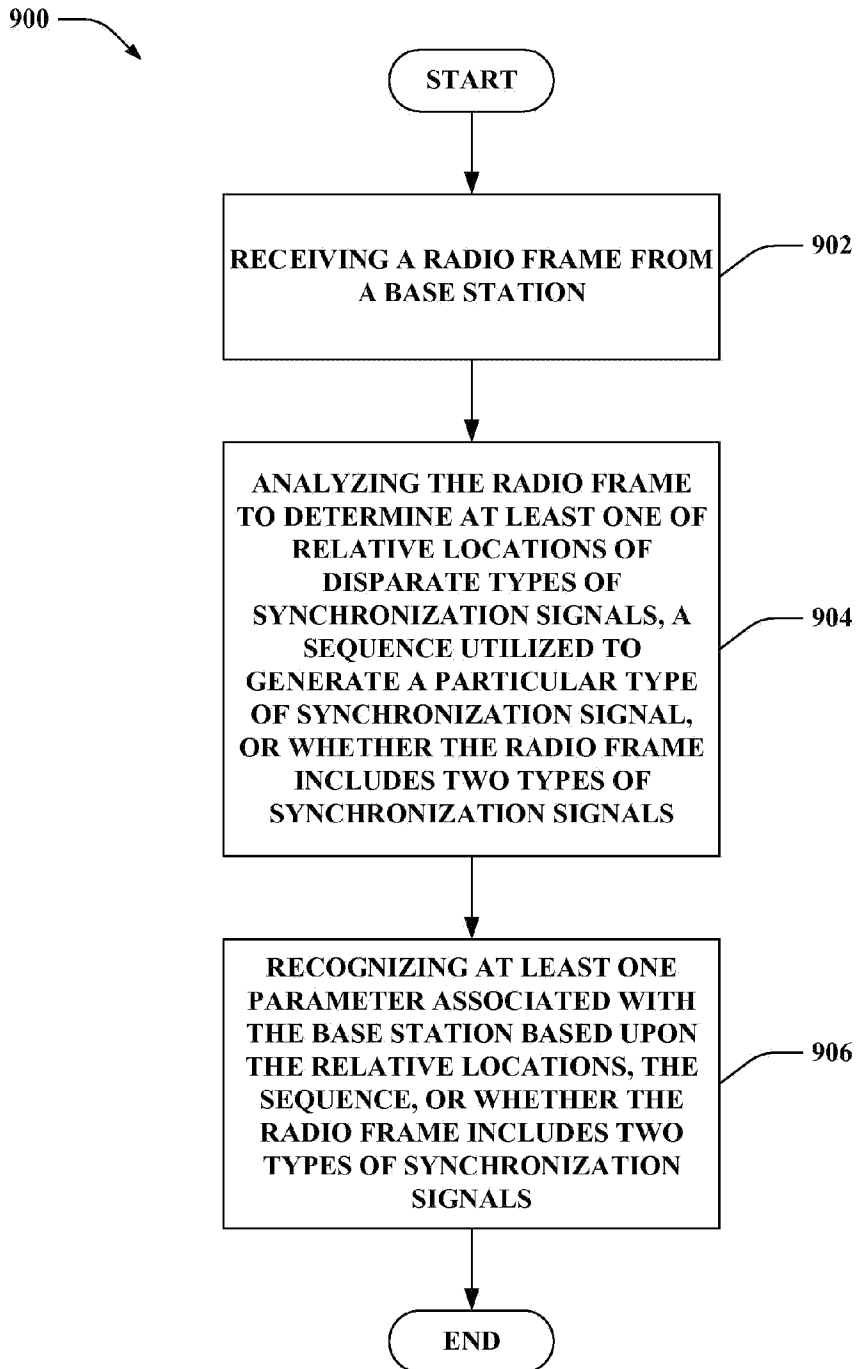 900
START
RECEIVING A RADIO FRAME FROM
A BASE STATION
902
ANALYZING THE RADIO FRAME
TO DETERMINE AT LEAST ONE OF
RELATIVE LOCATIONS OF
DISPARATE TYPES OF
SYNCHRONIZATION SIGNALS, A
SEQUENCE UTILIZED TO
GENERATE A PARTICULAR TYPE
OF SYNCHRONIZATION SIGNAL,
OR WHETHER THE RADIO FRAME
INCLUDES TWO TYPES OF
SYNCHRONIZATION SIGNALS
904
RECOGNIZING AT LEAST ONE
PARAMETER ASSOCIATED WITH
THE BASE STATION BASED UPON
THE RELATIVE LOCATIONS, THE
SEQUENCE, OR WHETHER THE
RADIO FRAME INCLUDES TWO
TYPES OF SYNCHRONIZATION
SIGNALS
906
END